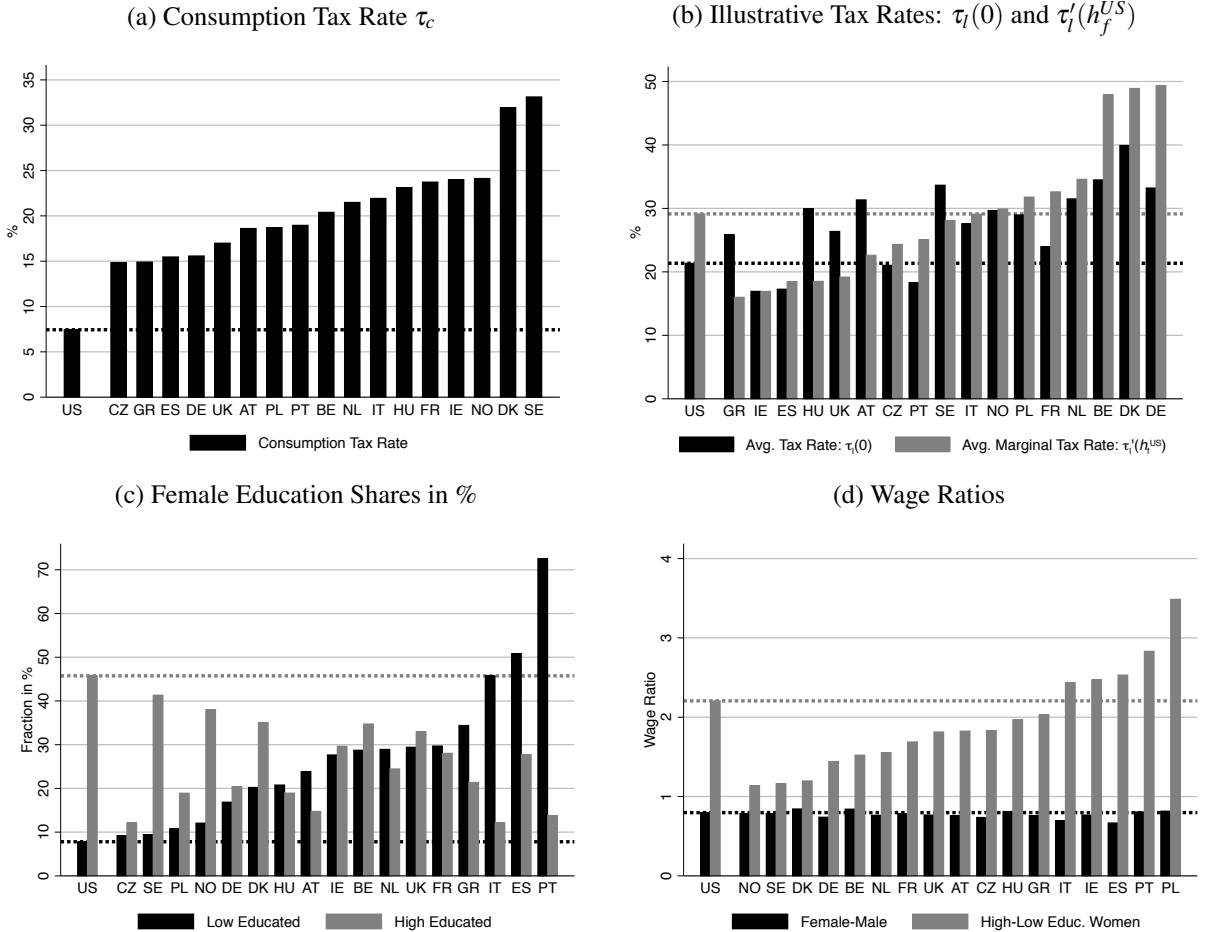 (a) Consumption Tax Rate τc
35
30
25
20
15
10
5
0
%
US CZ GR ES DE UK AT PL PT BE NL IT HU FR IE NO DK SE
Consumption Tax Rate
(b) Illustrative Tax Rates: τl(0) and τ′l(h_f^US)
50
40
30
20
10
0
%
US GR IE ES HU UK AT CZ PT SE IT NO PL FR NL BE DK DE
Avg. Tax Rate: τl(0) Avg. Marginal Tax Rate: τl'(hf^US)
(c) Female Education Shares in %
70
60
50
40
30
20
10
0
Fraction in %
US CZ SE PL NO DE DK HU AT IE BE NL UK FR GR IT ES PT
Low Educated High Educated
(d) Wage Ratios
4
3
2
1
0
Wage Ratio
US NO SE DK DE BE NL FR UK AT CZ HU GR IT IE ES PT PL
Female-Male High-Low Educ. Women